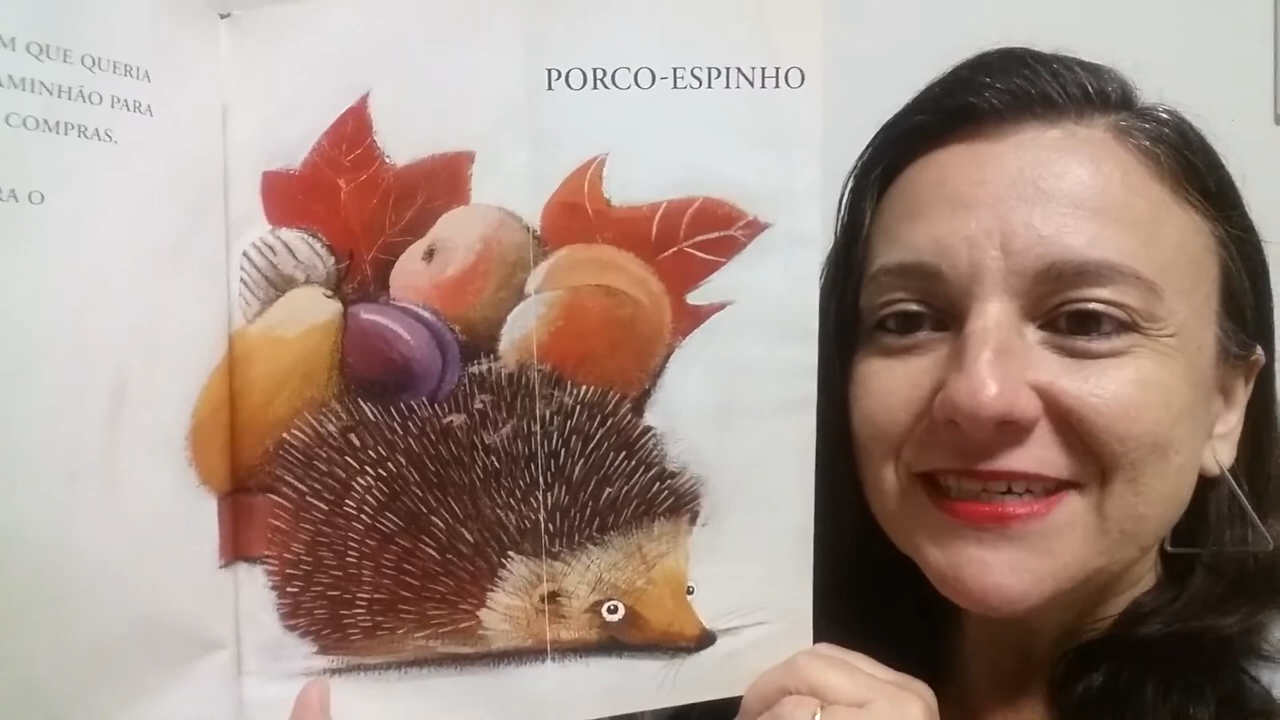 M QUE QUERIA
AMINHÃO PARA
COMPRAS,
RA O
PORCO-ESPINHO